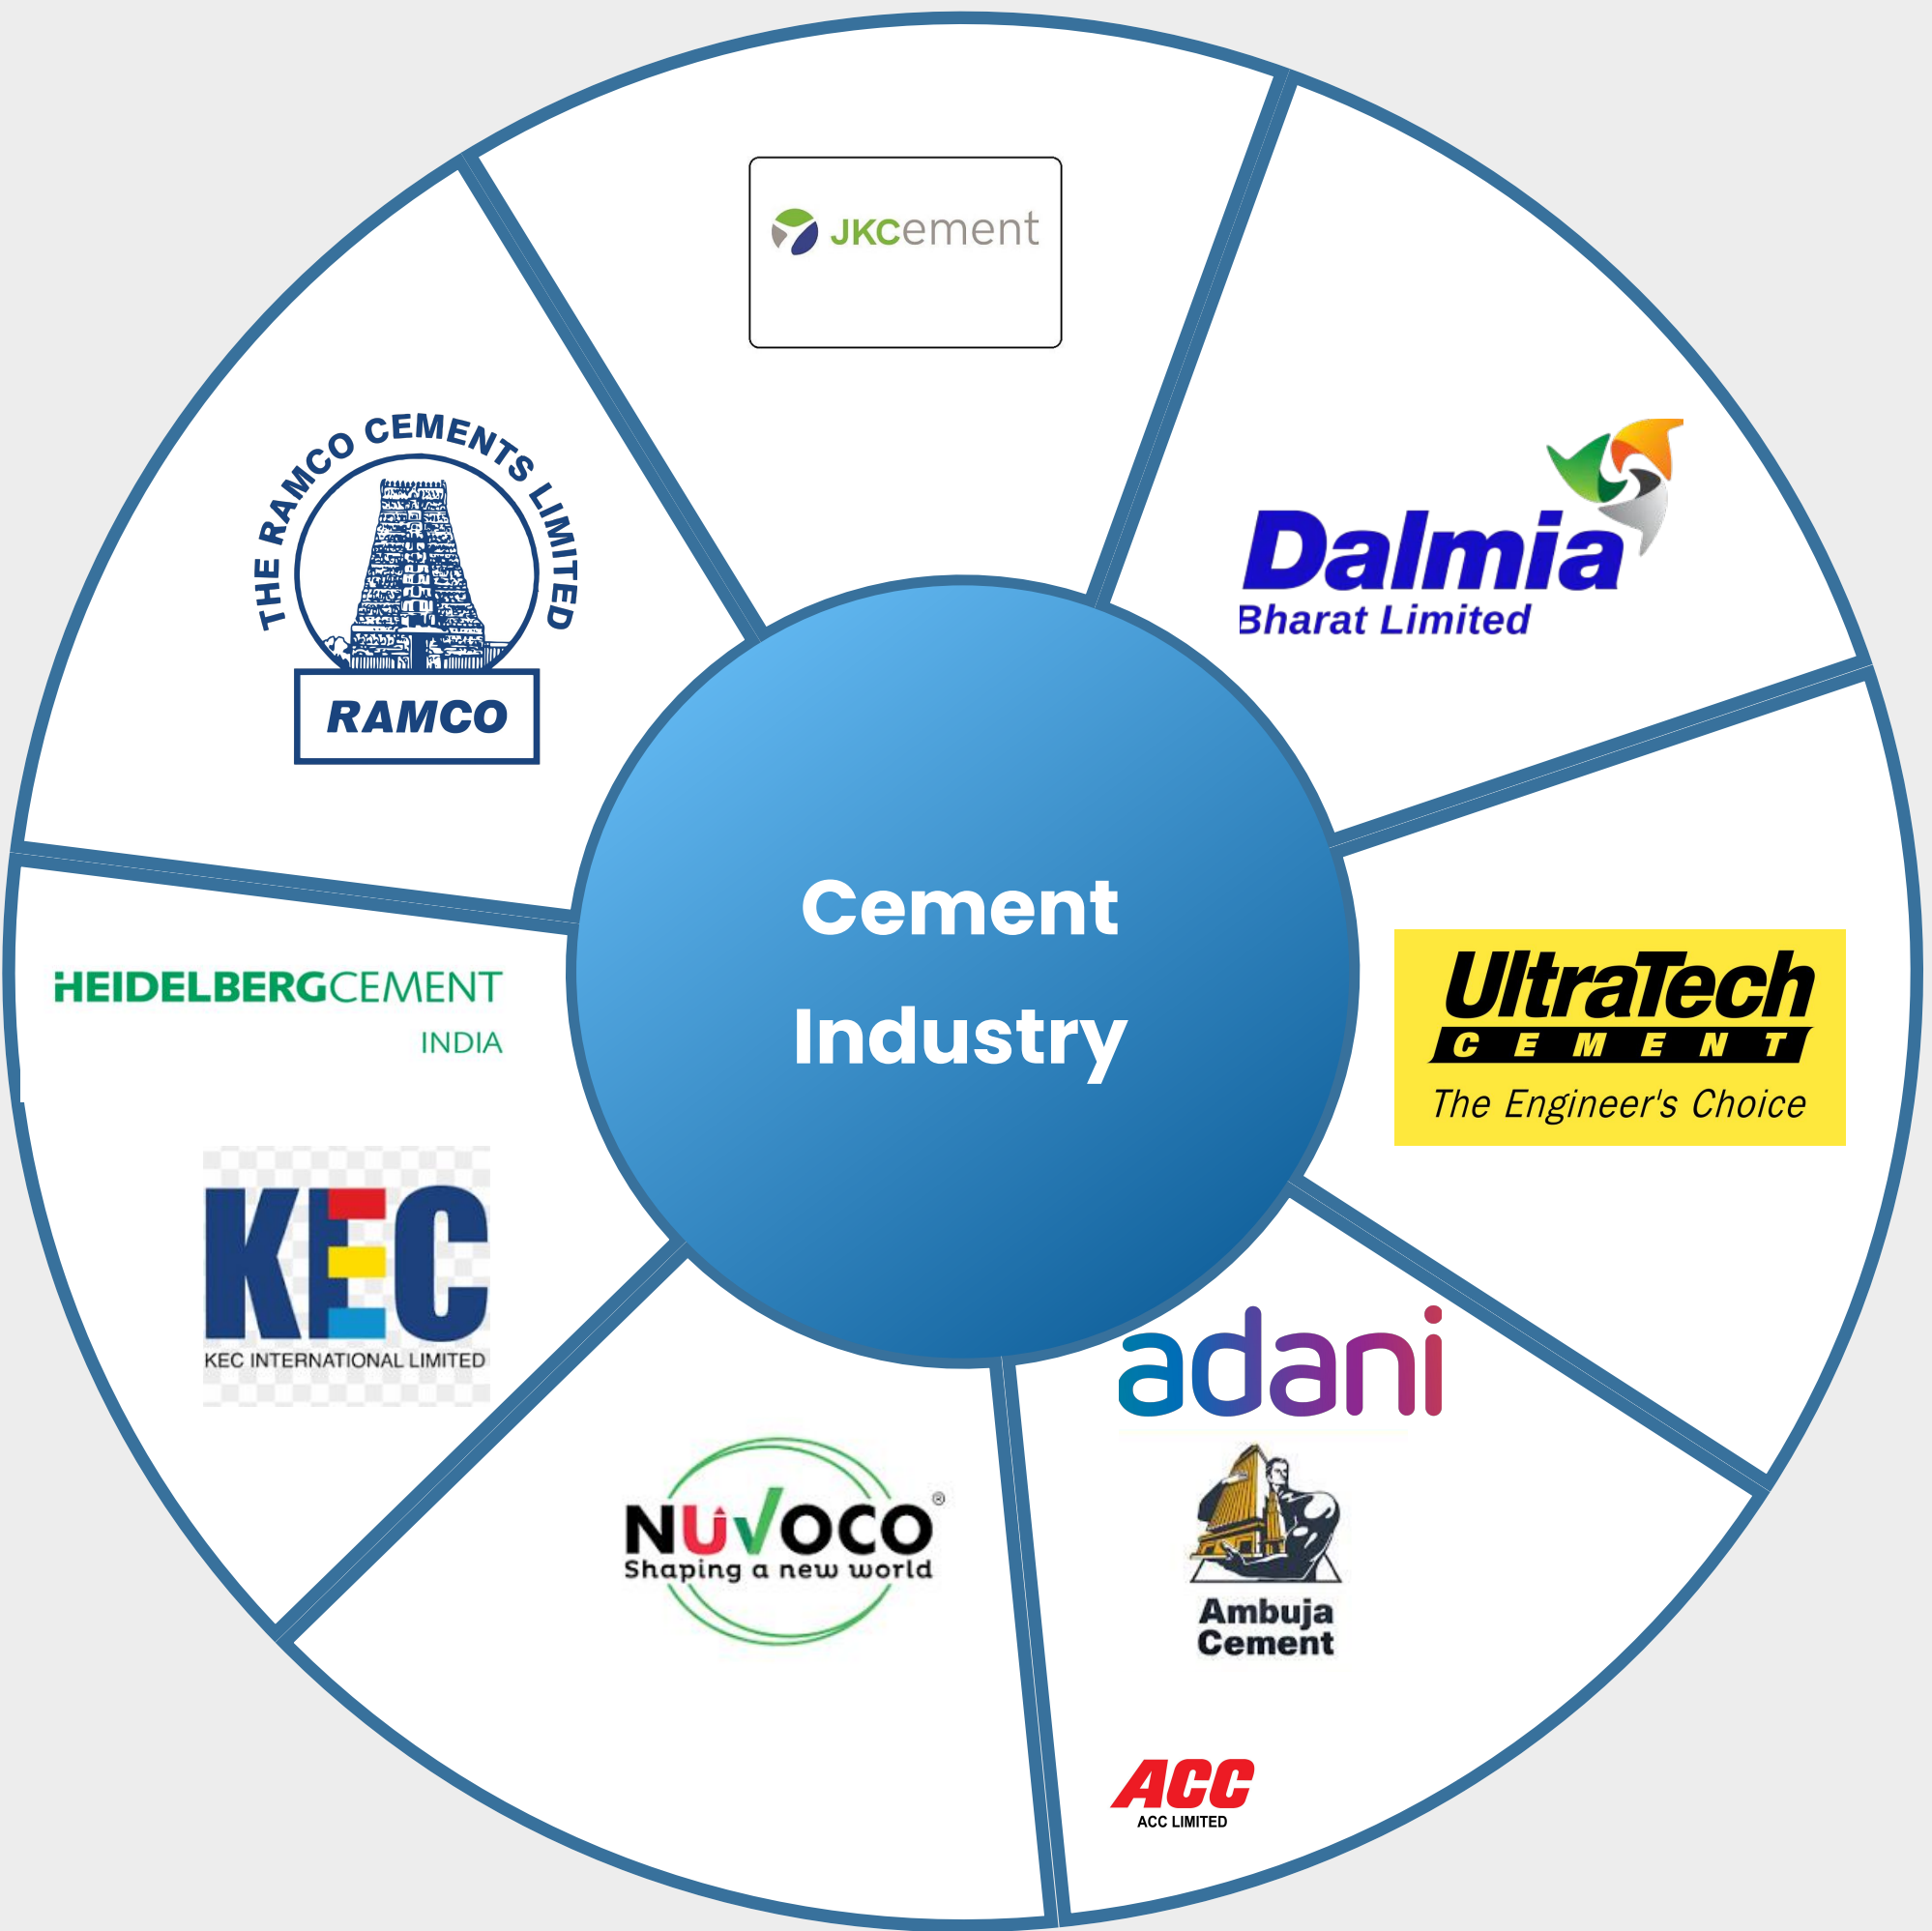 JKCement
THE RAMCO CEMENTS LIMITED
RAMCO
Dalmia
Bharat Limited
Cement
Industry
HEIDELBERGCEMENT
INDIA
UltraTech
CEMENT
The Engineer's Choice
KEC
KEC INTERNATIONAL LIMITED
adani
NUVOCO®
Shaping a new world
Ambuja
Cement
ACC
ACC LIMITED